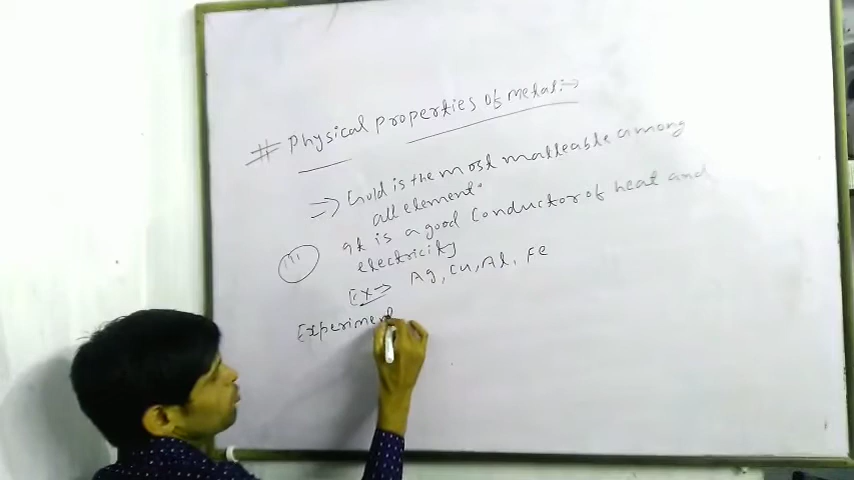 # Physical properties of metal :→
⇒ Gold is the most malleable among
all element.
(iii) It is a good conductor of heat and
electricity
Ex → Ag, Cu, Al, Fe
Experiment